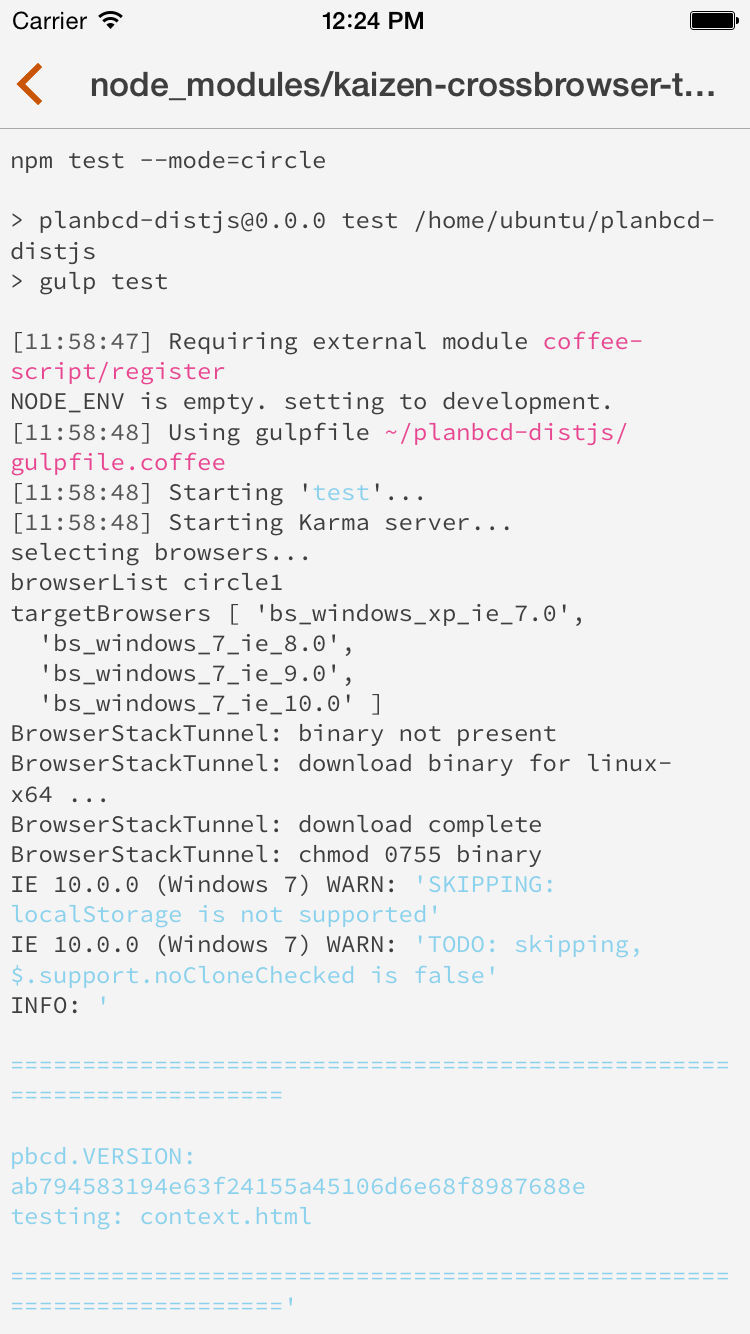 Carrier 12:24 PM
node_modules/kaizen-crossbrowser-t...
npm test --mode=circle
> planbcd-distjs@0.0.0 test /home/ubuntu/planbcd-
distjs
> gulp test
[11:58:47] Requiring external module coffee-
script/register
NODE_ENV is empty. setting to development.
[11:58:48] Using gulpfile ~/planbcd-distjs/
gulpfile.coffee
[11:58:48] Starting 'test'...
[11:58:48] Starting Karma server...
selecting browsers...
browserList circle1
targetBrowsers [ 'bs_windows_xp_ie_7.0',
  'bs_windows_7_ie_8.0',
  'bs_windows_7_ie_9.0',
  'bs_windows_7_ie_10.0' ]
BrowserStackTunnel: binary not present
BrowserStackTunnel: download binary for linux-
x64 ...
BrowserStackTunnel: download complete
BrowserStackTunnel: chmod 0755 binary
IE 10.0.0 (Windows 7) WARN: 'SKIPPING:
localStorage is not supported'
IE 10.0.0 (Windows 7) WARN: 'TODO: skipping,
$.support.noCloneChecked is false'
INFO: '
==================================================
===================
pbcd.VERSION:
ab794583194e63f24155a45106d6e68f8987688e
testing: context.html
==================================================
==================='